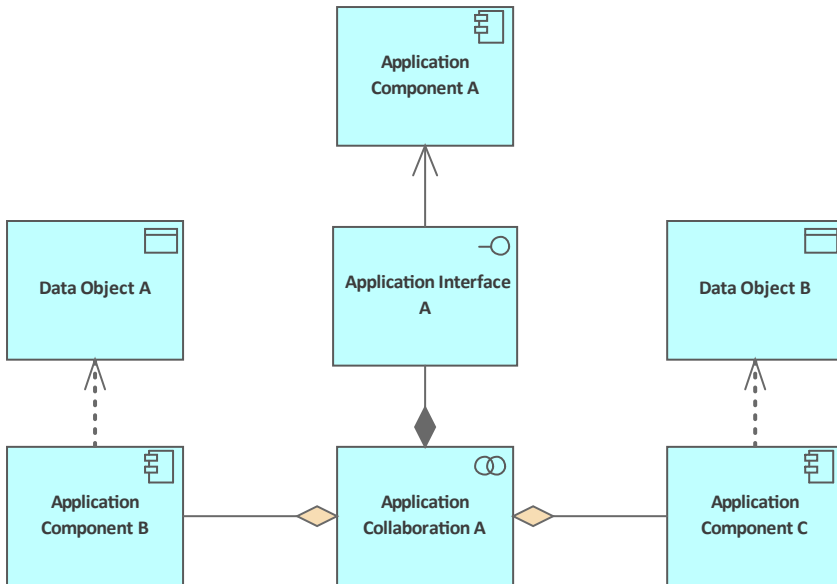 Application
Component A
Data Object A
Application Interface
A
Data Object B
Application
Component B
Application
Collaboration A
Application
Component C